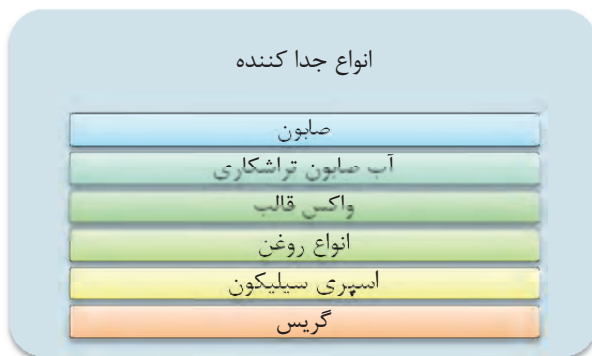 انواع جدا کننده
صابون
آب صابون تراشکاری
واکس قالب
انواع روغن
اسپری سیلیکون
گریس